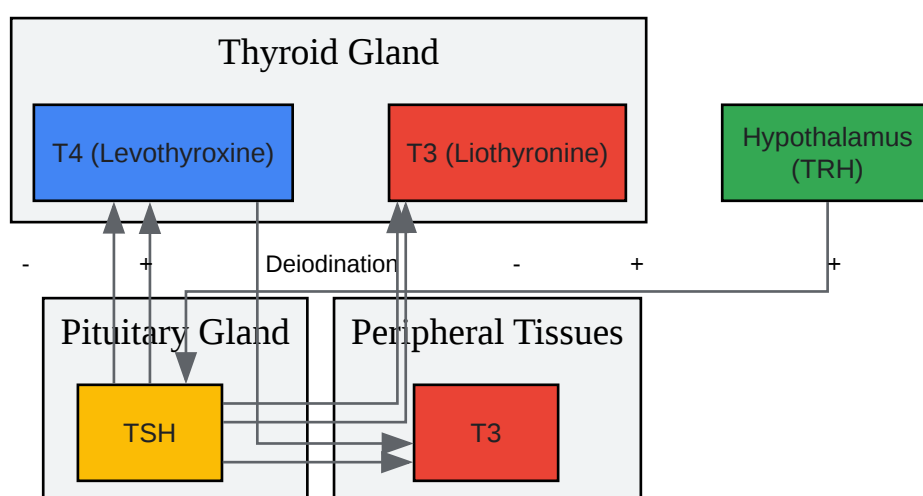 Thyroid Gland
T4 (Levothyroxine)
T3 (Liothyronine)
Hypothalamus
(TRH)
-
+
Deiodination
-
+
+
Pituitary Gland
Peripheral Tissues
TSH
T3